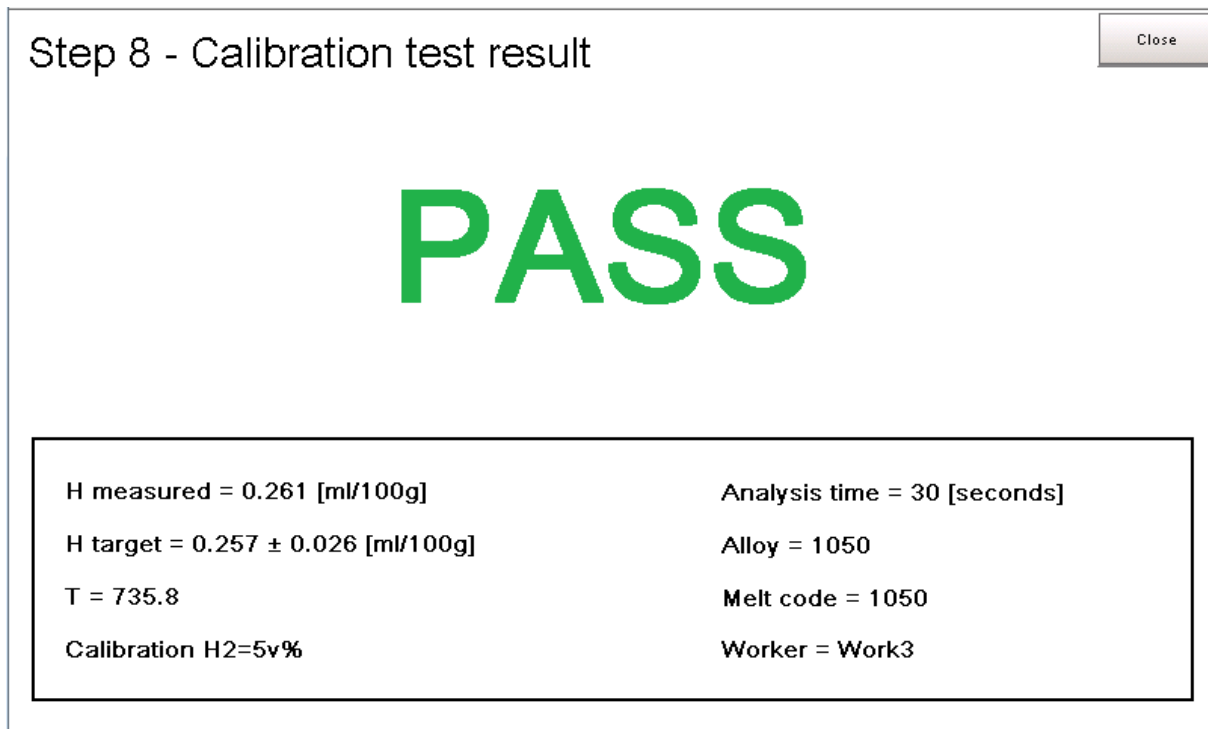 Step 8 - Calibration test result
Close
PASS
H measured = 0.261 [ml/100g]
H target = 0.257 ± 0.026 [ml/100g]
T = 735.8
Calibration H2=5v%
Analysis time = 30 [seconds]
Alloy = 1050
Melt code = 1050
Worker = Work3